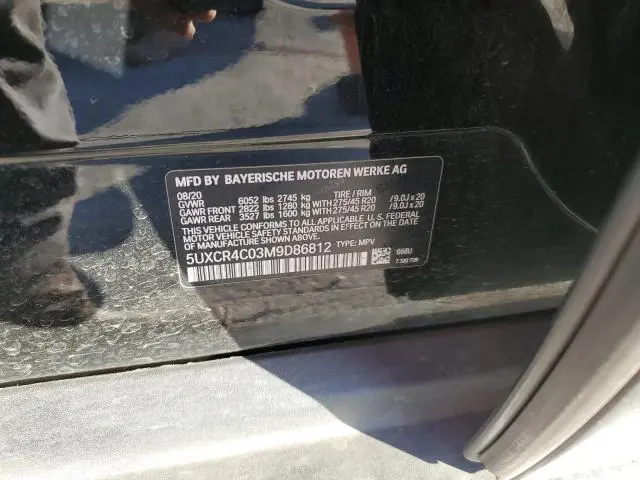 MFD BY BAYERISCHE MOTOREN WERKE AG
08/20
GVWR 6052 lbs 2745 kg TIRE / RIM
GAWR FRONT 2822 lbs 1280 kg WITH 275/45 R20 / 9.0J x 20
GAWR REAR 3527 lbs 1600 kg WITH 275/45 R20 / 9.0J x 20
THIS VEHICLE CONFORMS TO ALL APPLICABLE U.S. FEDERAL
MOTOR VEHICLE SAFETY STANDARDS IN EFFECT ON THE DATE OF
MANUFACTURE SHOWN ABOVE.
5UXCR4C03M9D86812 TYPE: MPV